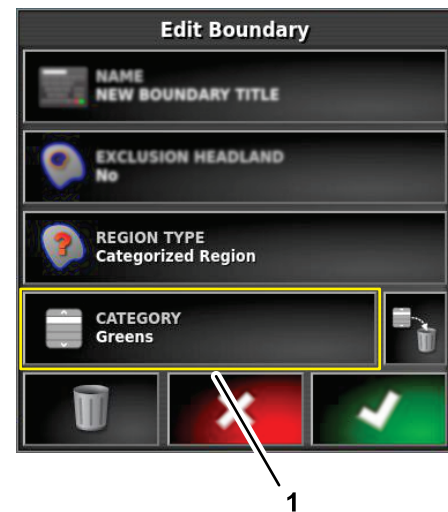 Edit Boundary
NAME
NEW BOUNDARY TITLE
EXCLUSION HEADLAND
No
REGION TYPE
Categorized Region
CATEGORY
Greens
1